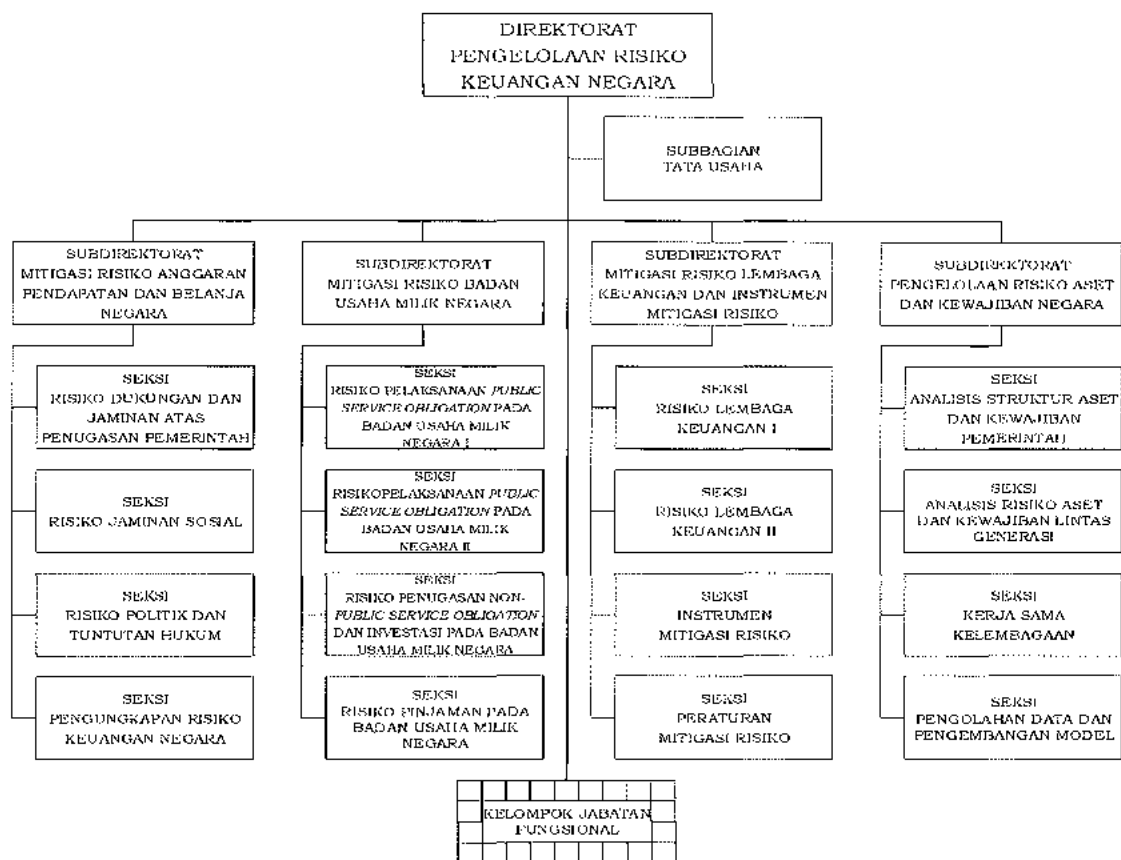 DIREKTORAT
PENGELOLAAN RISIKO
KEUANGAN NEGARA
SUBBAGIAN
TATA USAHA
SUBDIREKTORAT
MITIGASI RISIKO ANGGARAN
PENDAPATAN DAN BELANJA
NEGARA
SEKSI
RISIKO DUKUNGAN DAN
JAMINAN ATAS
PENUGASAN PEMERINTAH
SEKSI
RISIKO JAMINAN SOSIAL
SEKSI
RISIKO POLITIK DAN
TUNTUTAN HUKUM
SEKSI
PENGUNGKAPAN RISIKO
KEUANGAN NEGARA
SUBDIREKTORAT
MITIGASI RISIKO BADAN
USAHA MILIK NEGARA
SEKSI
RISIKO PELAKSANAAN PUBLIC
SERVICE OBLIGATION PADA
BADAN USAHA MILIK
NEGARA I
SEKSI
RISIKOPELAKSANAAN PUBLIC
SERVICE OBLIGATION PADA
BADAN USAHA MILIK
NEGARA II
SEKSI
RISIKO PENUGASAN NON-
PUBLIC SERVICE OBLIGATION
DAN INVESTASI PADA BADAN
USAHA MILIK NEGARA
SEKSI
RISIKO PINJAMAN PADA
BADAN USAHA MILIK
NEGARA
SUBDIREKTORAT
MITIGASI RISIKO LEMBAGA
KEUANGAN DAN INSTRUMEN
MITIGASI RISIKO
SEKSI
RISIKO LEMBAGA
KEUANGAN I
SEKSI
RISIKO LEMBAGA
KEUANGAN II
SEKSI
INSTRUMEN
MITIGASI RISIKO
SEKSI
PERATURAN
MITIGASI RISIKO
SUBDIREKTORAT
PENGELOLAAN RISIKO ASET
DAN KEWAJIBAN NEGARA
SEKSI
ANALISIS STRUKTUR ASET
DAN KEWAJIBAN
PEMERINTAH
SEKSI
ANALISIS RISIKO ASET
DAN KEWAJIBAN LINTAS
GENERASI
SEKSI
KERJA SAMA
KELEMBAGAAN
SEKSI
PENGOLAHAN DATA DAN
PENGEMBANGAN MODEL
KELOMPOK JABATAN
FUNGSIONAL